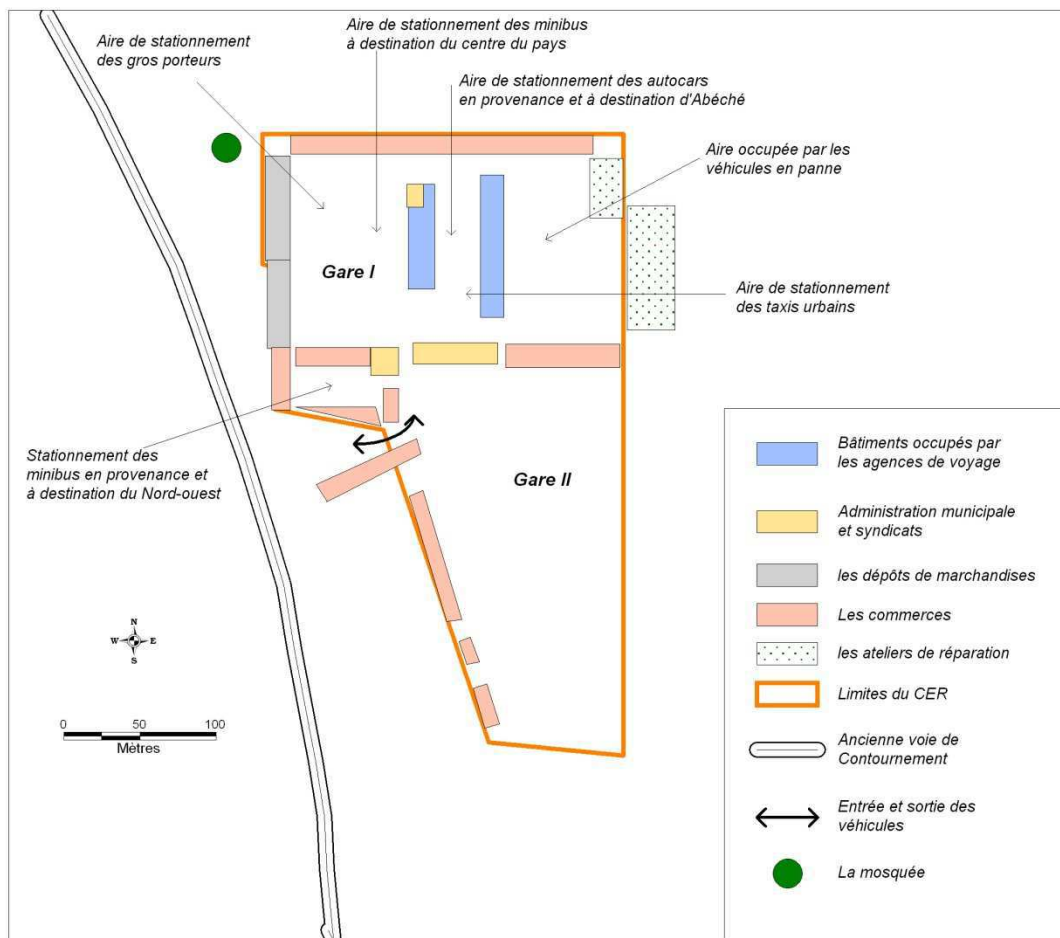 Aire de stationnement
des gros porteurs
Aire de stationnement des minibus
à destination du centre du pays
Aire de stationnement des autocars
en provenance et à destination d'Abéché
Aire occupée par les
véhicules en panne
Gare I
Aire de stationnement
des taxis urbains
Stationnement des
minibus en provenance et
à destination du Nord-ouest
Gare II
N
W
E
S
0
50
100
Mètres
Bâtiments occupés par
les agences de voyage
Administration municipale
et syndicats
les dépôts de marchandises
Les commerces
les ateliers de réparation
Limites du CER
Ancienne voie de
Contournement
Entrée et sortie des
véhicules
La mosquée